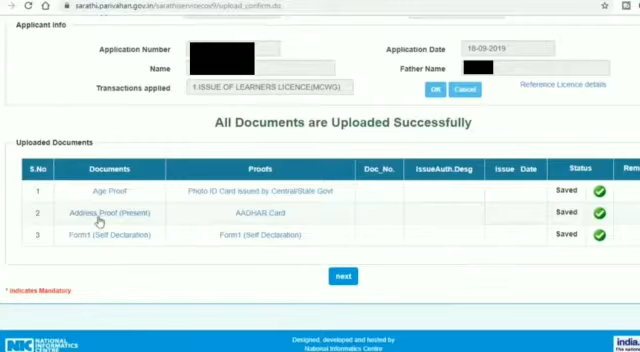 sarathi.parivahan.gov.in/sarathiservicecov9/upload_confirm.do
Applicant Info
Application Number
Application Date 10-09-2019
Name
Father Name
Transactions applied 1.ISSUE OF LEARNERS LICENCE(MCWG) OK Cancel Reference Licence details
All Documents are Uploaded Successfully
Uploaded Documents
S.No Documents Proofs Doc_No. IssueAuth.Desg Issue Date Status
1 Age Proof Photo ID Card issued by Central/State Govt Saved
2 Address Proof (Present) AADHAR Card Saved
3 Form1 (Self Declaration) Form1 (Self Declaration) Saved
next
* Indicates Mandatory
NIC NATIONAL INFORMATICS CENTRE
Designed, developed and hosted by
National Informatics Centre
india.